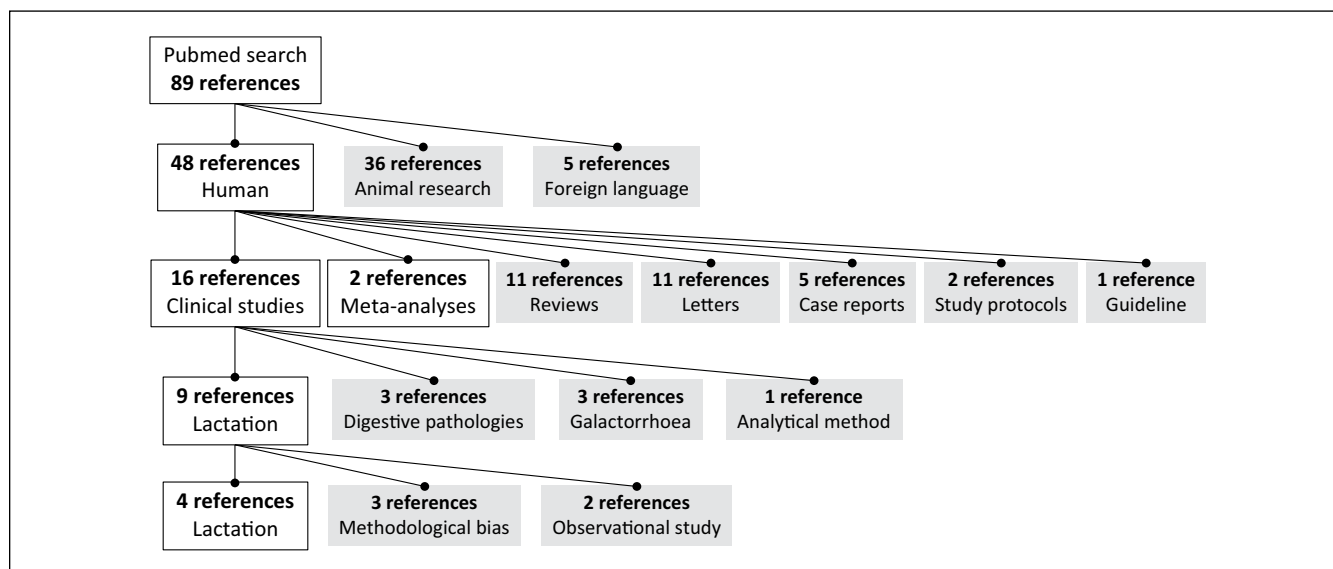 Pubmed search
89 references
48 references
Human
36 references
Animal research
5 references
Foreign language
16 references
Clinical studies
2 references
Meta-analyses
11 references
Reviews
11 references
Letters
5 references
Case reports
2 references
Study protocols
1 reference
Guideline
9 references
Lactation
3 references
Digestive pathologies
3 references
Galactorrhoea
1 reference
Analytical method
4 references
Lactation
3 references
Methodological bias
2 references
Observational study